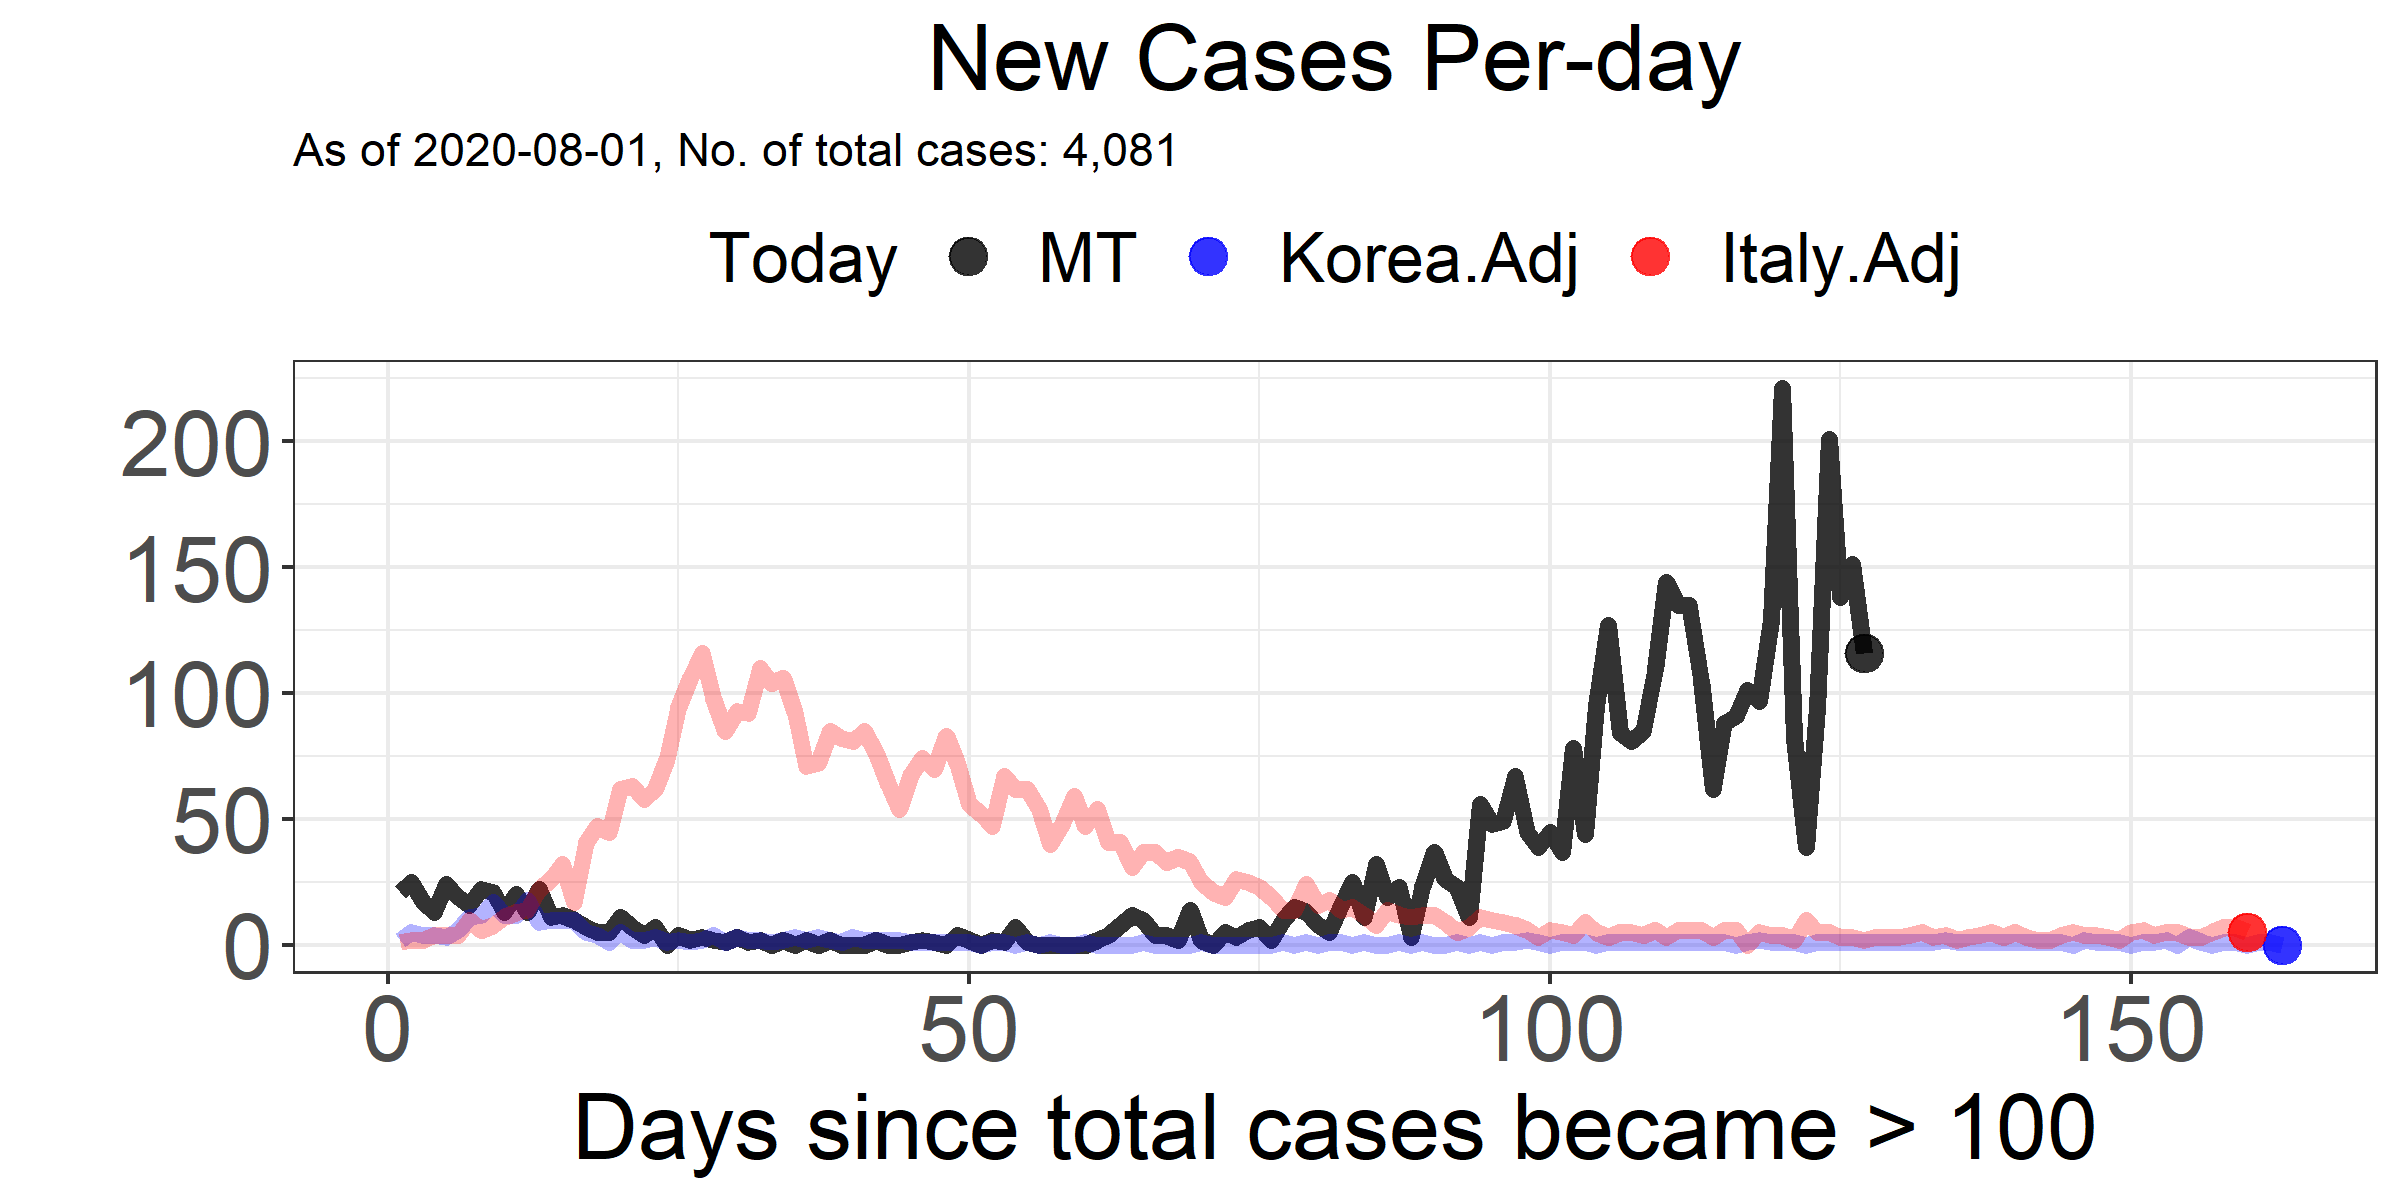 New Cases Per-day
As of 2020-08-01, No. of total cases: 4,081
Today MT Korea.Adj Italy.Adj
200
150
100
50
0
0 50 100 150
Days since total cases became > 100